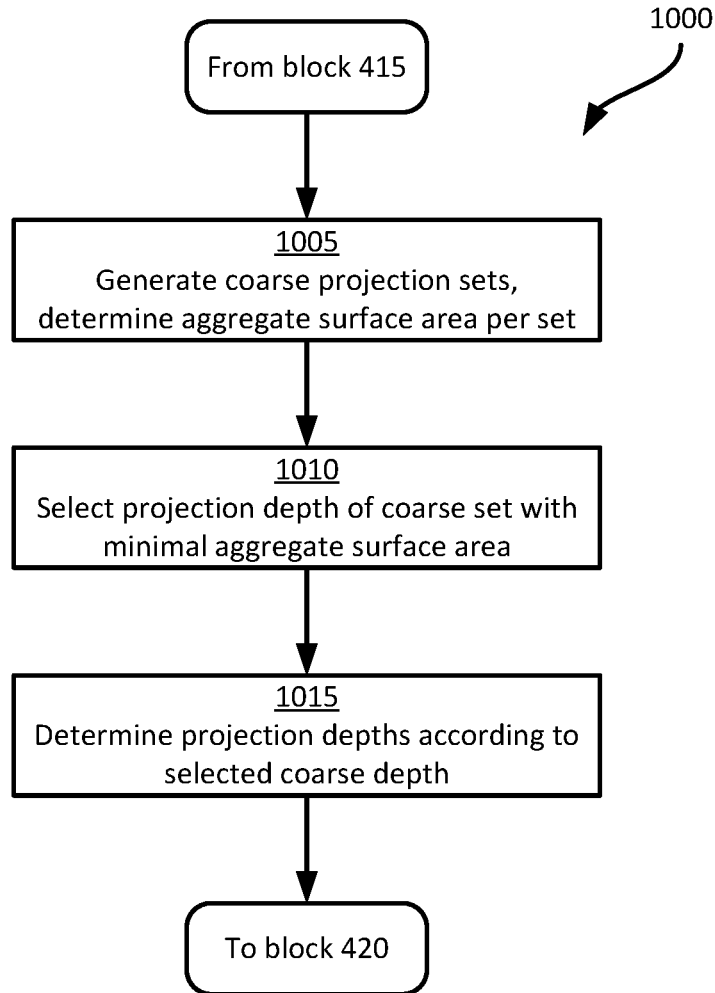 1000
From block 415
1005
Generate coarse projection sets,
determine aggregate surface area per set
1010
Select projection depth of coarse set with
minimal aggregate surface area
1015
Determine projection depths according to
selected coarse depth
To block 420